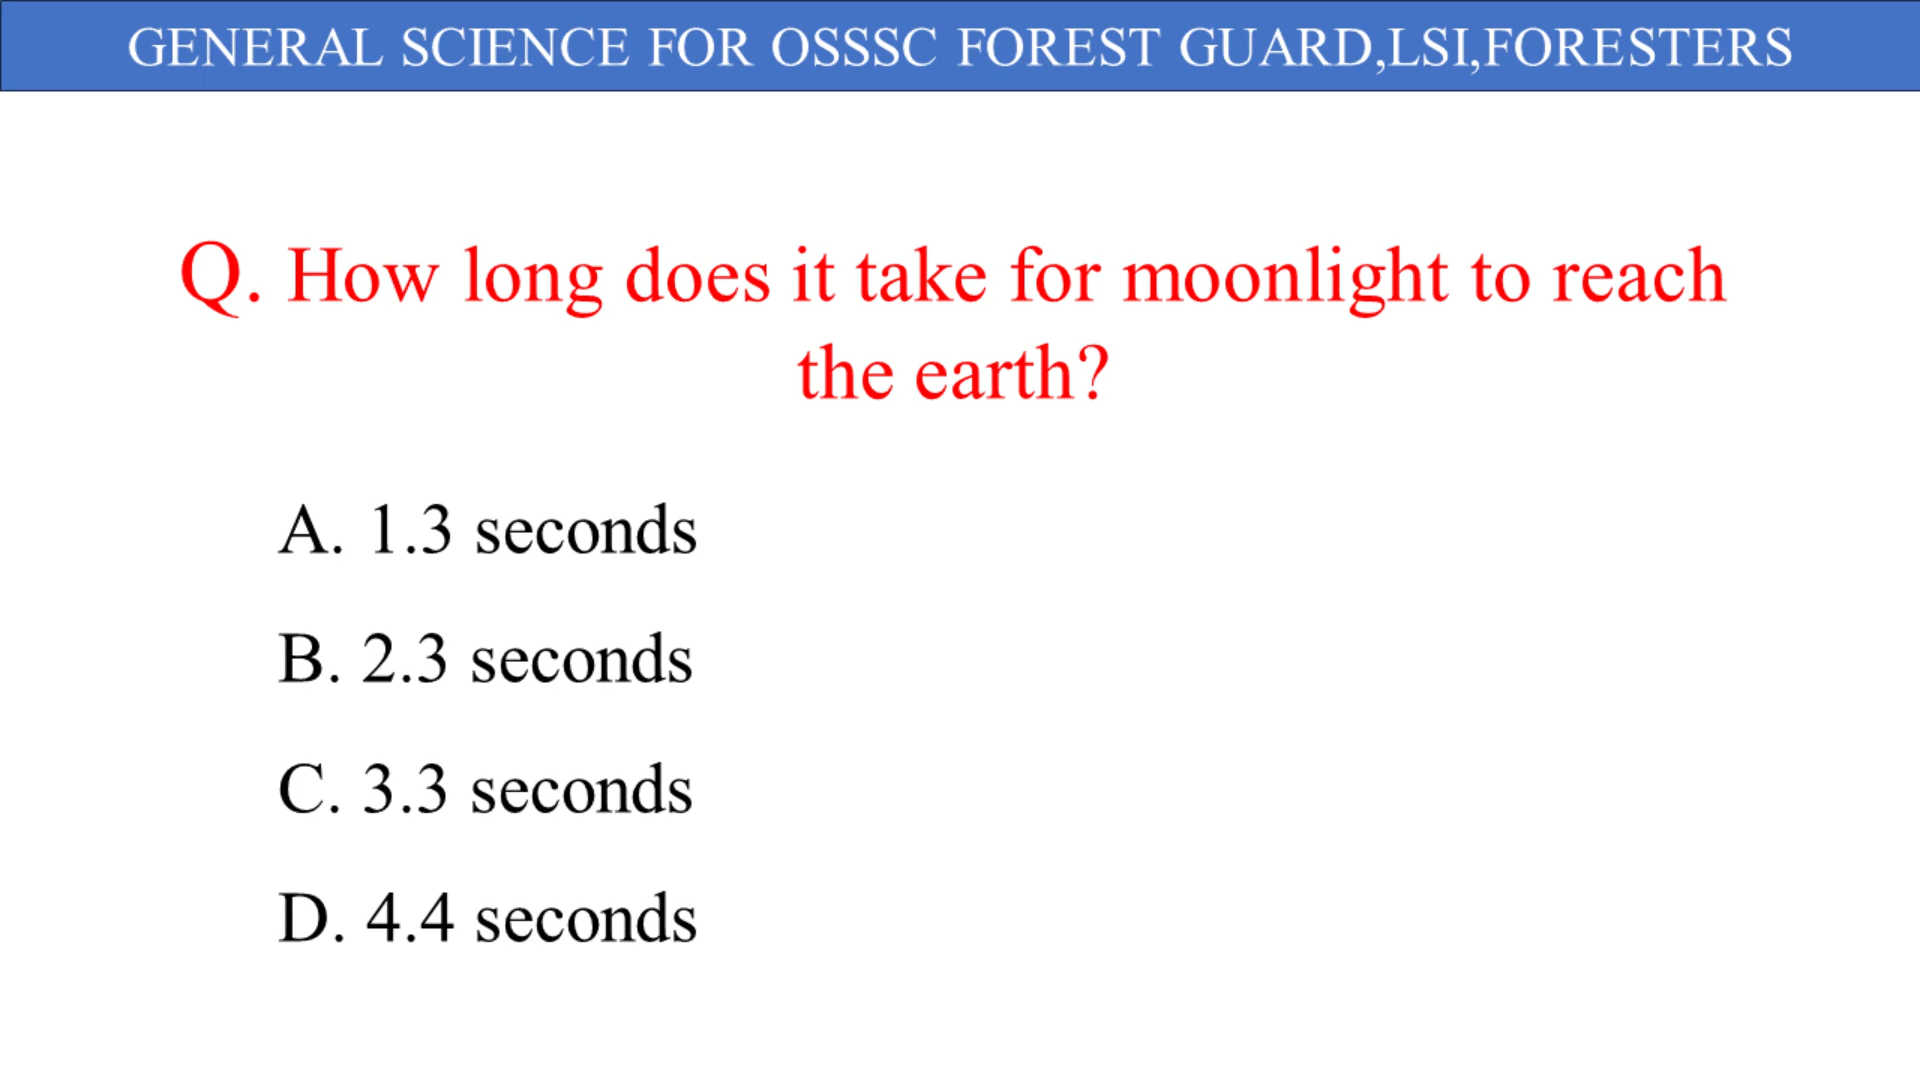 GENERAL SCIENCE FOR OSSSC FOREST GUARD,LSI,FORESTERS
Q. How long does it take for moonlight to reach
the earth?
A. 1.3 seconds
B. 2.3 seconds
C. 3.3 seconds
D. 4.4 seconds